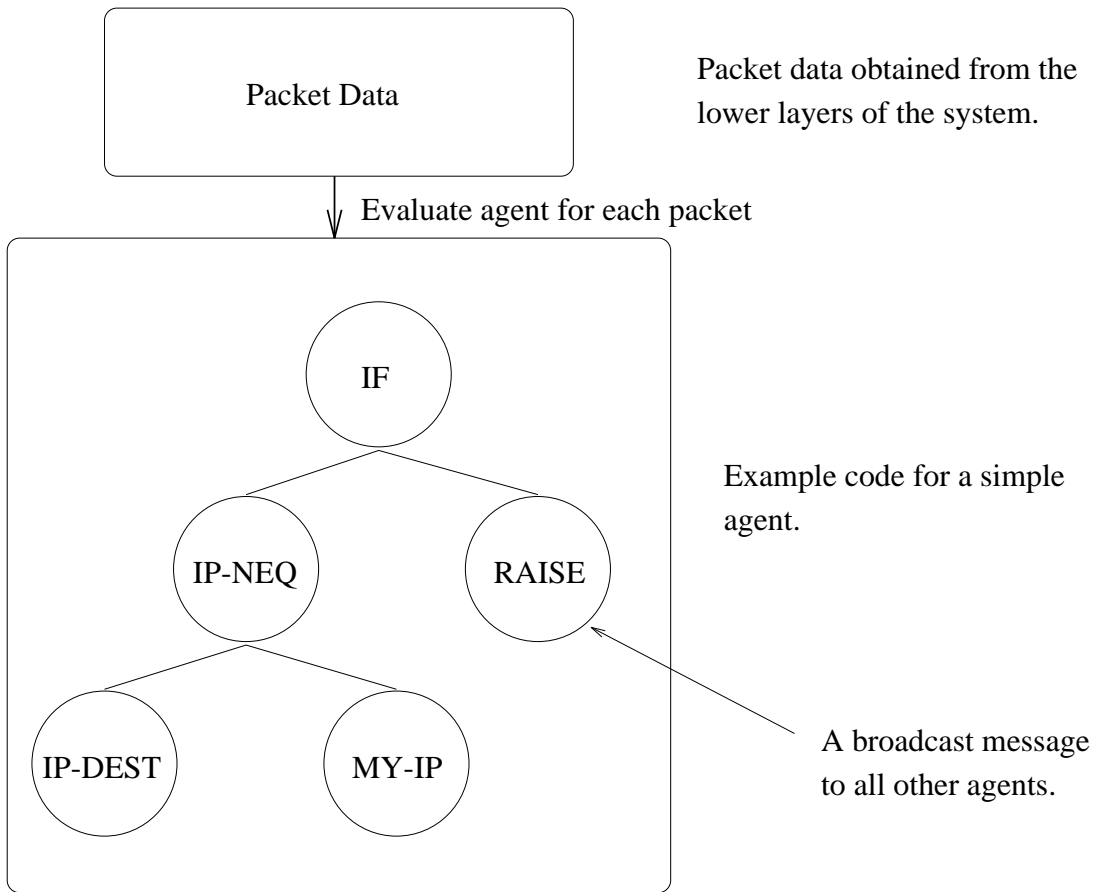 Packet Data
Packet data obtained from the
lower layers of the system.
Evaluate agent for each packet
IF
Example code for a simple
agent.
IP-NEQ
RAISE
IP-DEST
MY-IP
A broadcast message
to all other agents.